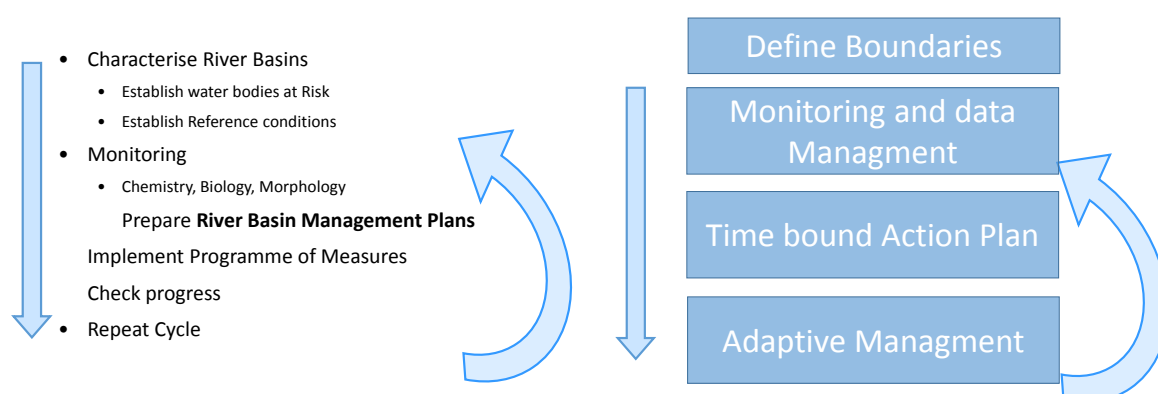 • Characterise River Basins
• Establish water bodies at Risk
• Establish Reference conditions
• Monitoring
• Chemistry, Biology, Morphology
Prepare River Basin Management Plans
Implement Programme of Measures
Check progress
• Repeat Cycle
Define Boundaries
Monitoring and data
Managment
Time bound Action Plan
Adaptive Managment